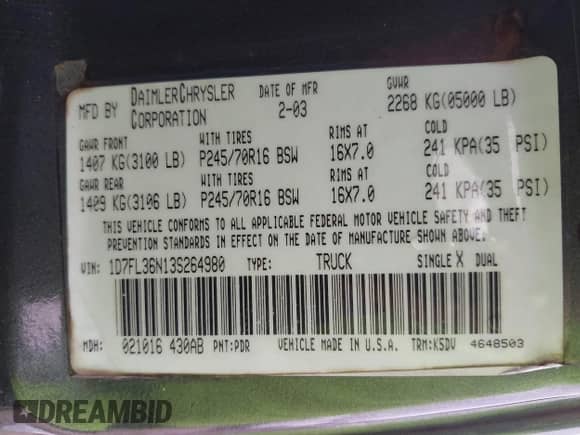 MFD BY DAIMLERCHRYSLER CORPORATION DATE OF MFR 2-03 GVWR 2268 KG(05000 LB)
GAWR FRONT WITH TIRES RIMS AT COLD
1407 KG(3100 LB) P245/70R16 BSW 16X7.0 241 KPA(35 PSI)
GAWR REAR WITH TIRES RIMS AT COLD
1409 KG(3106 LB) P245/70R16 BSW 16X7.0 241 KPA(35 PSI)
THIS VEHICLE CONFORMS TO ALL APPLICABLE FEDERAL MOTOR VEHICLE SAFETY AND THEFT
PREVENTION STANDARDS IN EFFECT ON THE DATE OF MANUFACTURE SHOWN ABOVE.
VIN: 1D7FL36N13S264980 TYPE: TRUCK SINGLE X DUAL
MDH: 021016 430AB PNT:PDR VEHICLE MADE IN U.S.A. TRM:K5DV 4648503
DREAMBID